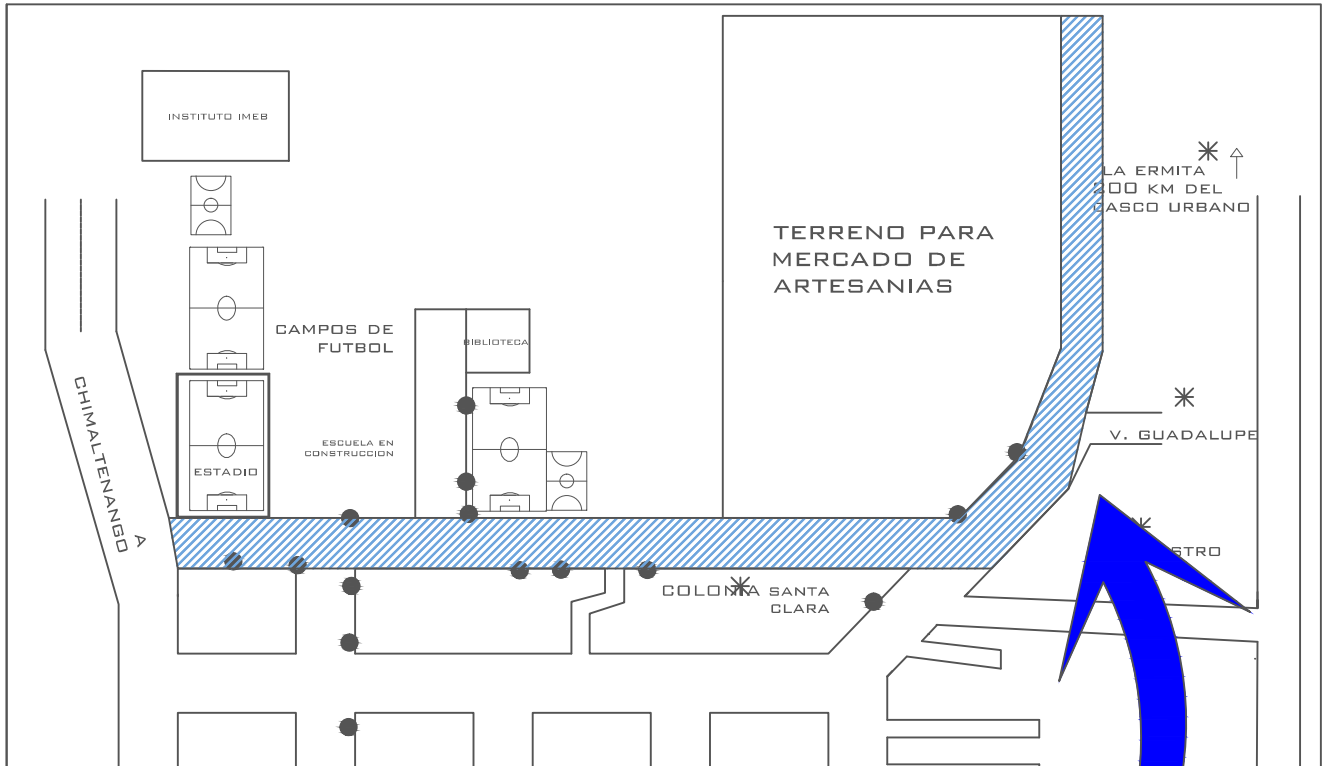 INSTITUTO IMEB
LA ERMITA
200 KM DEL
CASCO URBANO
TERRENO PARA
MERCADO DE
ARTESANIAS
CAMPOS DE
FUTBOL
BIBLIOTECA
CHIMALTENANGO
A
ESCUELA EN
CONSTRUCCION
ESTADIO
V. GUADALUPE
COLONIA SANTA
CLARA